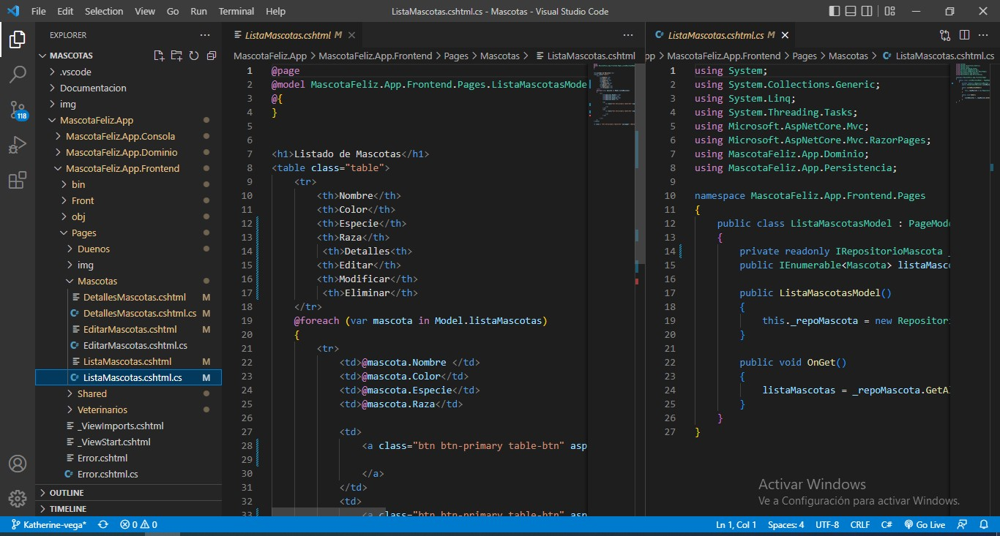 File Edit Selection View Go Run Terminal Help
ListaMascotas.cshtml.cs - Mascotas - Visual Studio Code
EXPLORER
MASCOTAS
.vscode
Documentacion
img
MascotaFeliz.App
MascotaFeliz.App.Consola
MascotaFeliz.App.Dominio
MascotaFeliz.App.Frontend
bin
Front
obj
Pages
Duenos
img
Mascotas
DetallesMascotas.cshtml M
DetallesMascotas.cshtml.cs M
EditarMascotas.cshtml M
EditarMascotas.cshtml.cs
ListaMascotas.cshtml M
ListaMascotas.cshtml.cs M
Shared
Veterinarios
_ViewImports.cshtml
_ViewStart.cshtml
Error.cshtml
Error.cshtml.cs
OUTLINE
TIMELINE
118
ListaMascotas.cshtml M
MascotaFeliz.App > MascotaFeliz.App.Frontend > Pages > Mascotas > ListaMascotas.cshtml
1 @page
2 @model MascotaFeliz.App.Frontend.Pages.ListaMascotasMode
3 @{
4 }
5
6
7 <h1>Listado de Mascotas</h1>
8 <table class="table">
9 <tr>
10 <th>Nombre</th>
11 <th>Color</th>
12 <th>Especie</th>
13 <th>Raza</th>
14 <th>Detalles<th>
15 <th>Editar</th>
16 <th>Modificar</th>
17 <th>Eliminar</th>
18 </tr>
19 @foreach (var mascota in Model.listaMascotas)
20 {
21 <tr>
22 <td>@mascota.Nombre </td>
23 <td>@mascota.Color</td>
24 <td>@mascota.Especie</td>
25 <td>@mascota.Raza</td>
26
27 <td>
28 <a class="btn btn-primary table-btn" asp
29
30 </a>
31 </td>
32 <td>
33 <a class="btn btn-primary table-btn" asp
ListaMascotas.cshtml.cs M
pp > MascotaFeliz.App.Frontend > Pages > Mascotas > ListaMascotas.cshtml.cs
1 using System;
2 using System.Collections.Generic;
3 using System.Linq;
4 using System.Threading.Tasks;
5 using Microsoft.AspNetCore.Mvc;
6 using Microsoft.AspNetCore.Mvc.RazorPages;
7 using MascotaFeliz.App.Dominio;
8 using MascotaFeliz.App.Persistencia;
9
10 namespace MascotaFeliz.App.Frontend.Pages
11 {
12 public class ListaMascotasModel : PageMod
13 {
14 private readonly IRepositorioMascota _
15 public IEnumerable<Mascota> listaMasc
16
17 public ListaMascotasModel()
18 {
19 this._repoMascota = new Repositori
20 }
21
22 public void OnGet()
23 {
24 listaMascotas = _repoMascota.GetA
25 }
26 }
27 }
Activar Windows
Ve a Configuración para activar Windows.
Katherine-vega* 0 0 Ln 1, Col 1 Spaces: 4 UTF-8 CRLF C# Go Live